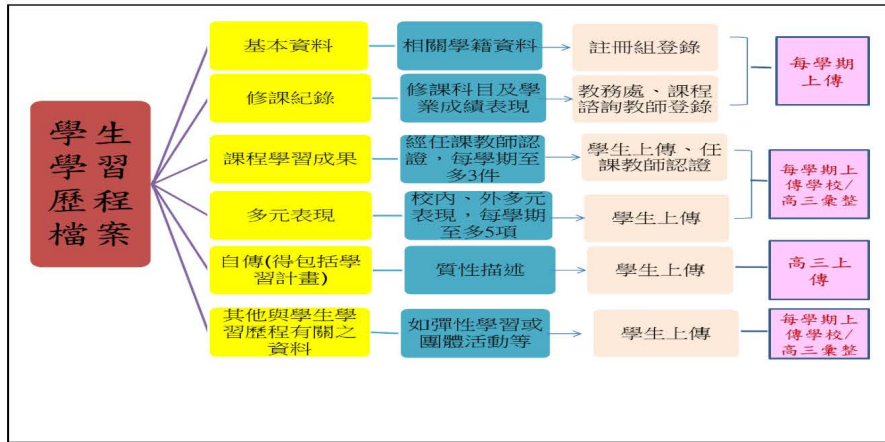 學生
學習
歷程
檔案
基本資料
相關學籍資料
註冊組登錄
每學期
上傳
修課紀錄
修課科目及學
業成績表現
教務處、課程
諮詢教師登錄
課程學習成果
經任課教師認
證，每學期至
多3件
學生上傳、任
課教師認證
每學期上
傳學校/
高三彙整
多元表現
校內、外多元
表現，每學期
至多5項
學生上傳
自傳(得包括學
習計畫)
質性描述
學生上傳
高三上
傳
其他與學生學
習歷程有關之
資料
如彈性學習或
團體活動等
學生上傳
每學期上
傳學校/
高三彙整